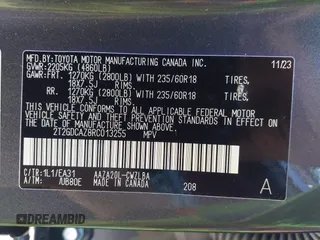 MFD. BY: TOYOTA MOTOR MANUFACTURING CANADA INC.
GVWR: 2205KG (4860LB) 11/23
GAWR: FRT. 1270KG (2800LB) WITH 235/60R18 TIRES,
18X7.5J RIMS,
RR. 1270KG (2800LB) WITH 235/60R18 TIRES,
18X7.5J RIMS,
THIS VEHICLE CONFORMS TO ALL APPLICABLE FEDERAL MOTOR
VEHICLE SAFETY AND THEFT PREVENTION STANDARDS IN
EFFECT ON THE DATE OF MANUFACTURE SHOWN ABOVE.
2T2GDCAZ8RC013255 MPV
C/TR: 1L1/EA31 AAZA20L-CWZLBA
A/TM: /UB80E MADE IN CANADA 208 A
DREAMBID